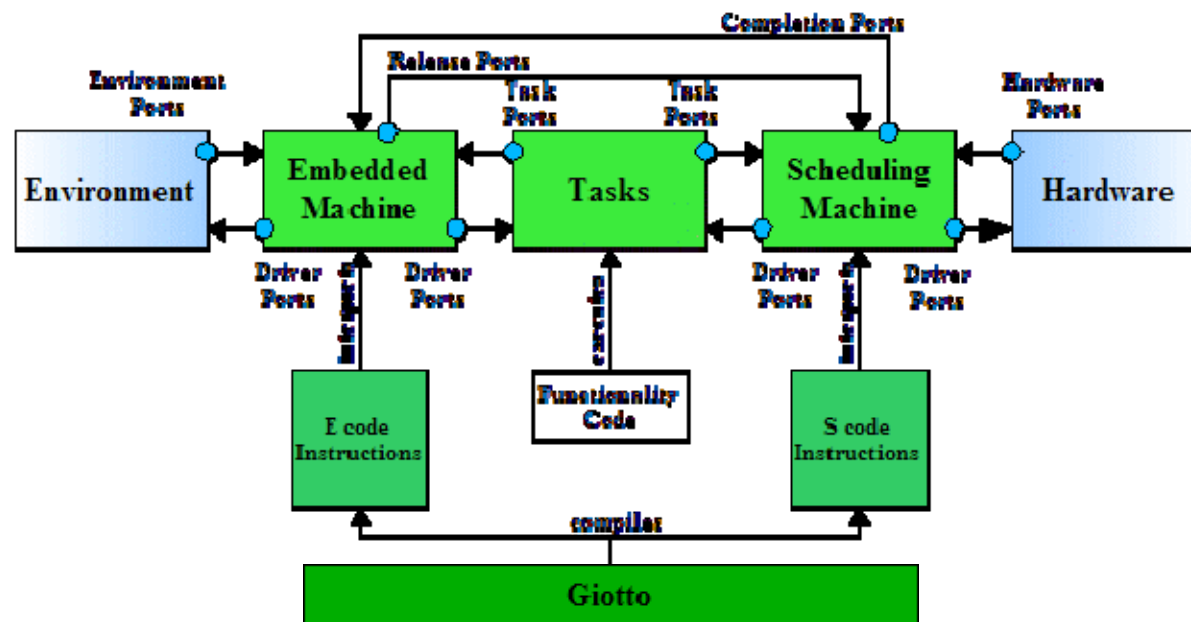 Completion Ports
Release Ports
Environment
Ports
Task
Ports
Task
Ports
Hardware
Ports
Environment
Embedded
Machine
Tasks
Scheduling
Machine
Hardware
Driver
Ports
Driver
Ports
Driver
Ports
Driver
Ports
interprets
executes
interprets
E code
Instructions
Functionality
Code
S code
Instructions
compiles
Giotto